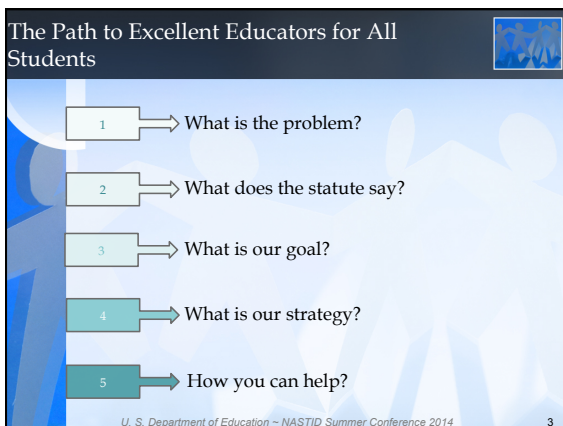 The Path to Excellent Educators for All
Students
1 What is the problem?
2 What does the statute say?
3 What is our goal?
4 What is our strategy?
5 How you can help?
U. S. Department of Education ~ NASTID Summer Conference 2014 3